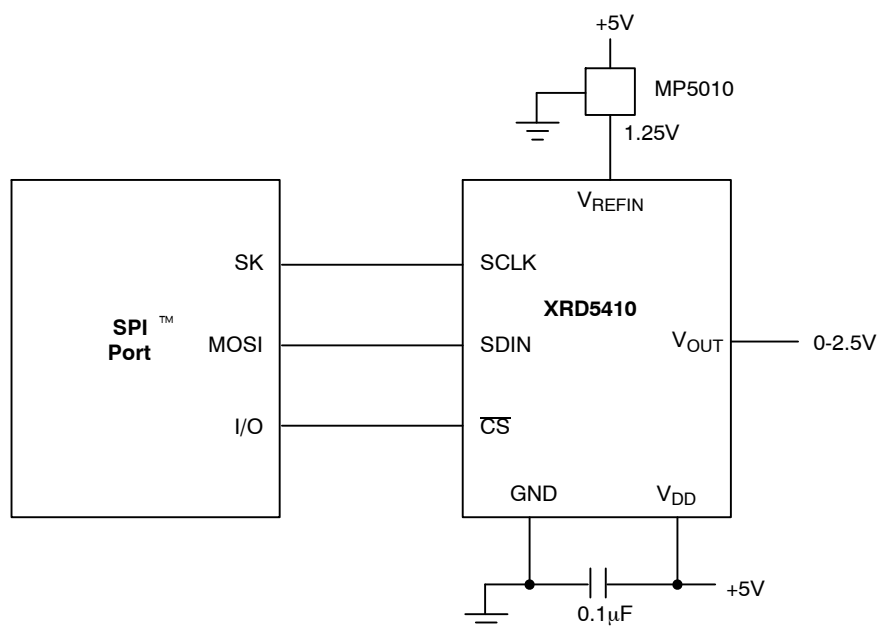 +5V
MP5010
1.25V
VREFIN
SK
SCLK
XRD5410
SPI ™
Port
MOSI
SDIN
VOUT
0-2.5V
I/O
CS
GND
VDD
+5V
0.1µF